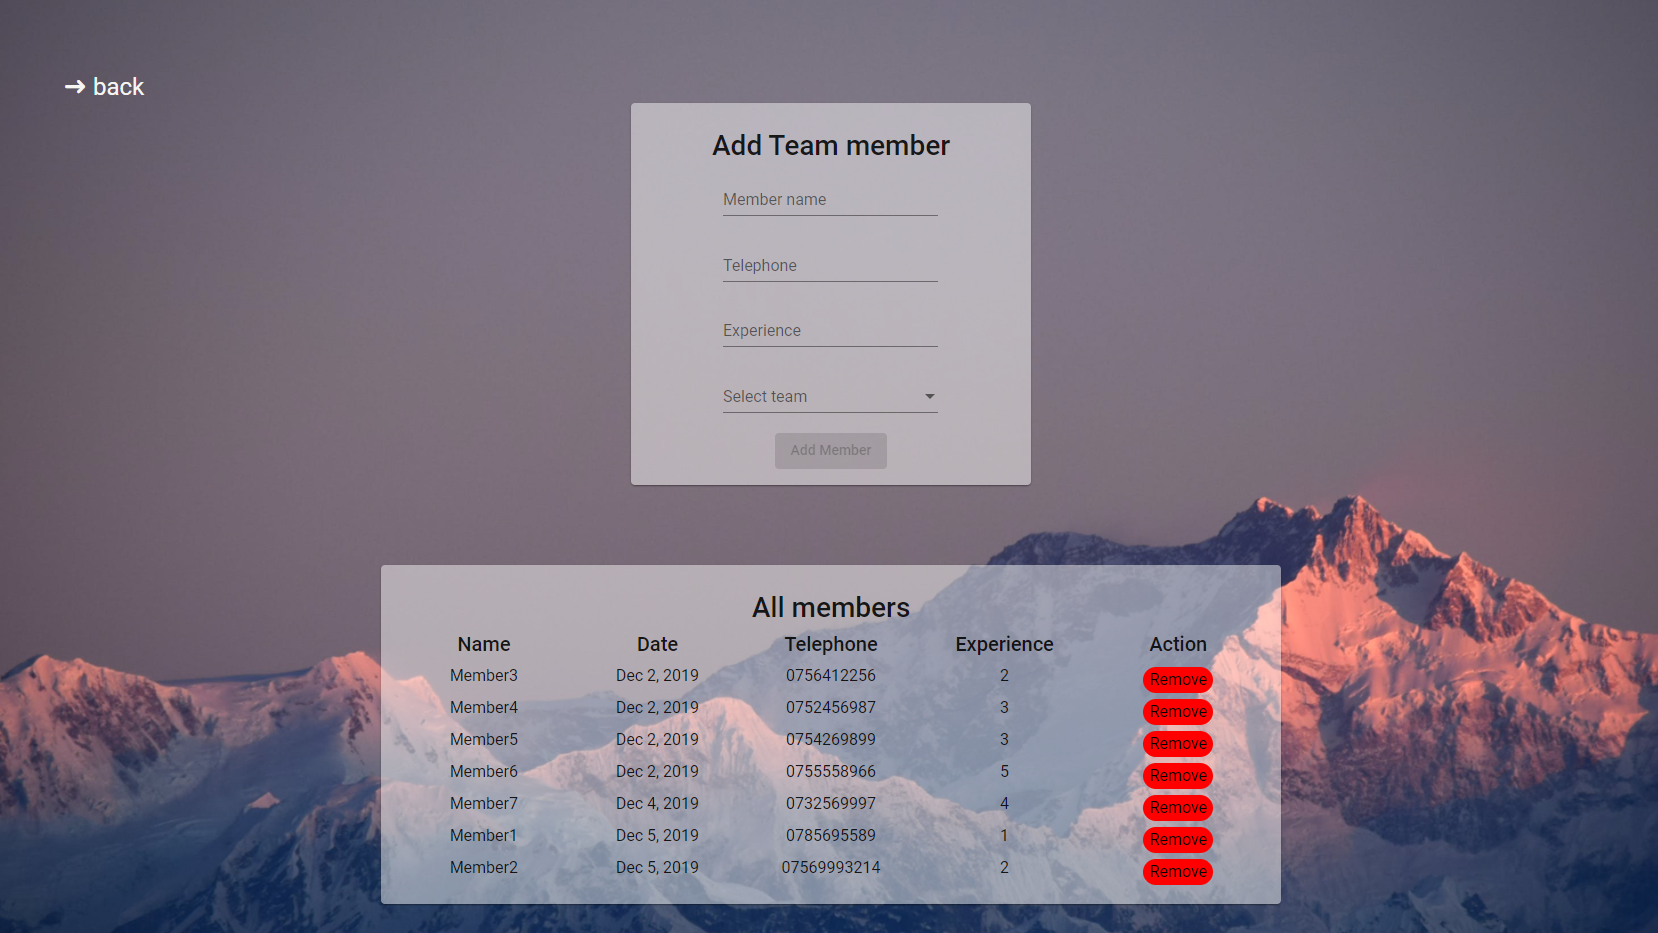 → back
Add Team member
Member name
Telephone
Experience
Select team
Add Member
All members
Name Date Telephone Experience Action
Member3 Dec 2, 2019 0756412256 2 Remove
Member4 Dec 2, 2019 0752456987 3 Remove
Member5 Dec 2, 2019 0754269899 3 Remove
Member6 Dec 2, 2019 0755558966 5 Remove
Member7 Dec 4, 2019 0732569997 4 Remove
Member1 Dec 5, 2019 0785695589 1 Remove
Member2 Dec 5, 2019 07569993214 2 Remove